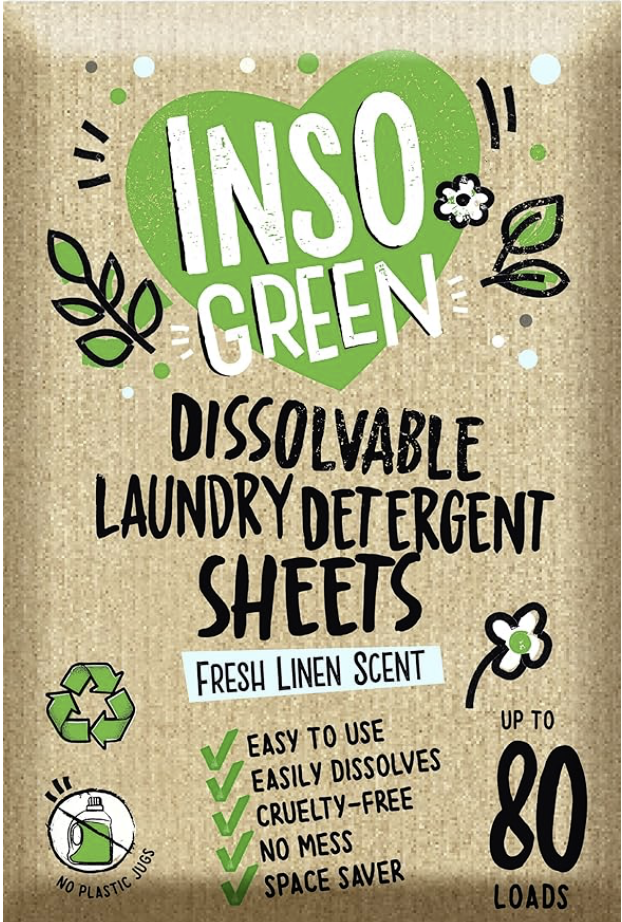 INSO
GREEN
DISSOLVABLE
LAUNDRY DETERGENT
SHEETS
FRESH LINEN SCENT
EASY TO USE
EASILY DISSOLVES
CRUELTY-FREE
NO MESS
SPACE SAVER
UP TO
80
LOADS
NO PLASTIC JUGS